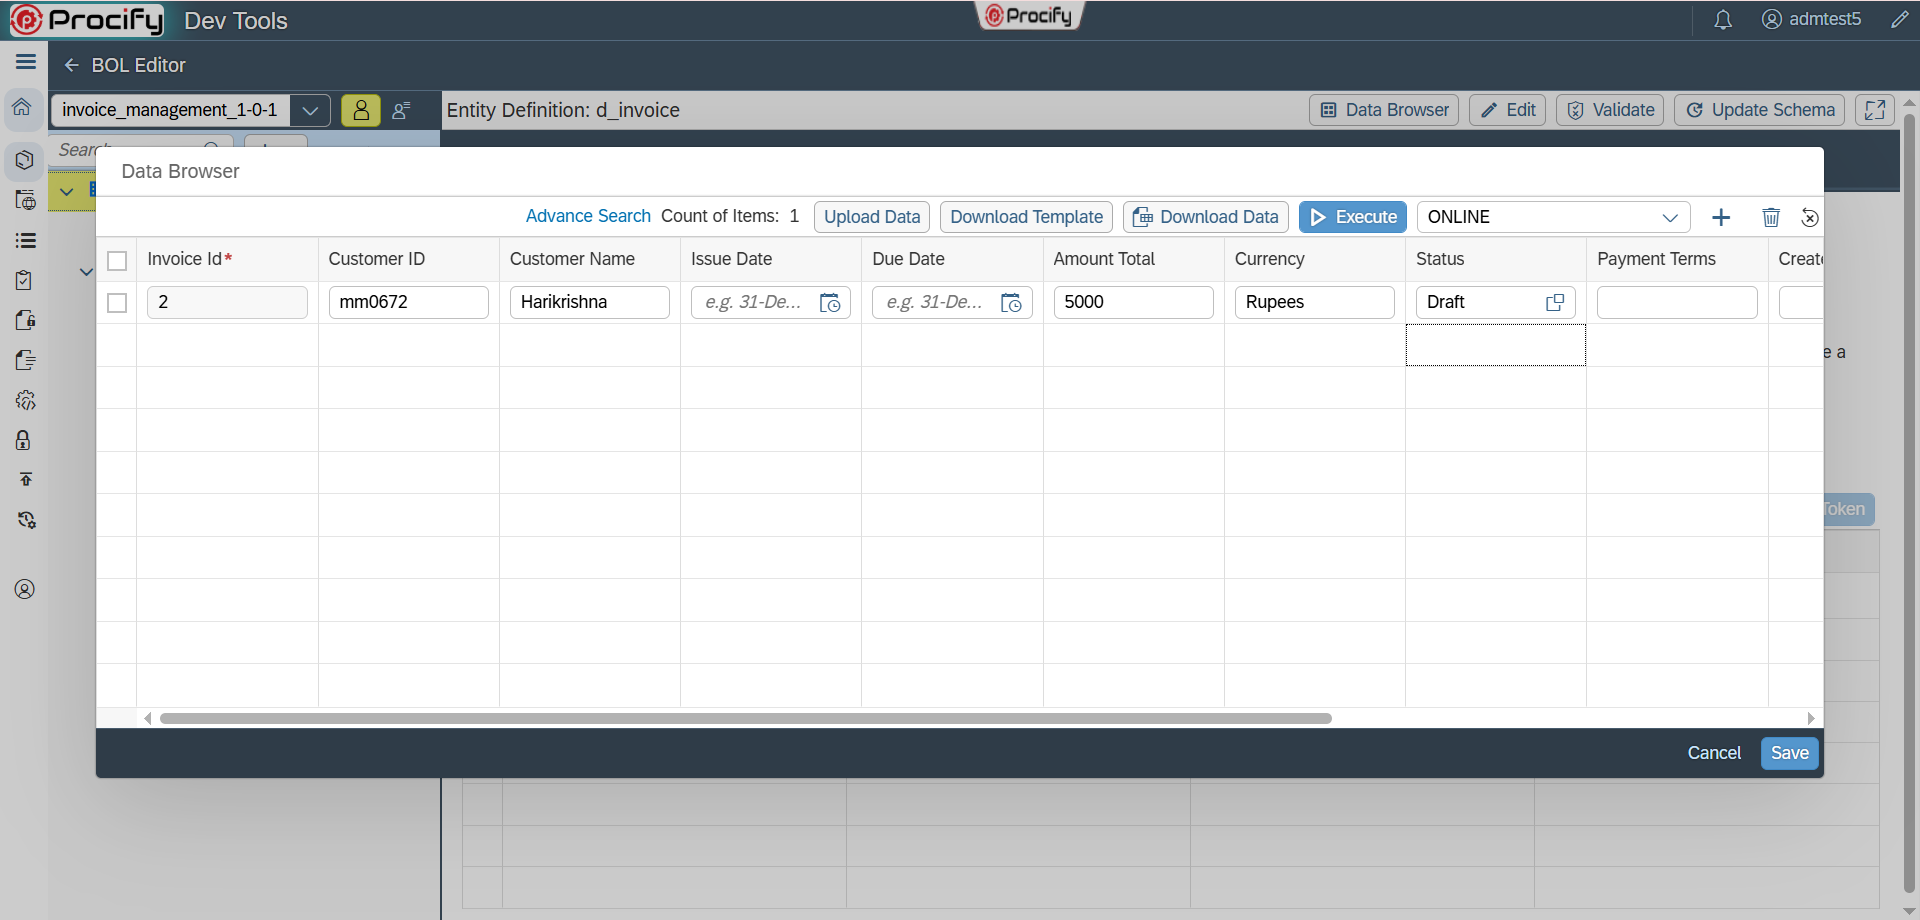 Procify Dev Tools Procify admtest5
BOL Editor
invoice_management_1-0-1 Entity Definition: d_invoice Data Browser Edit Validate Update Schema
Search
Data Browser
Advance Search Count of Items: 1 Upload Data Download Template Download Data Execute ONLINE
Invoice Id* Customer ID Customer Name Issue Date Due Date Amount Total Currency Status Payment Terms Create
2 mm0672 Harikrishna e.g. 31-De... e.g. 31-De... 5000 Rupees Draft
e a
Token
Cancel Save